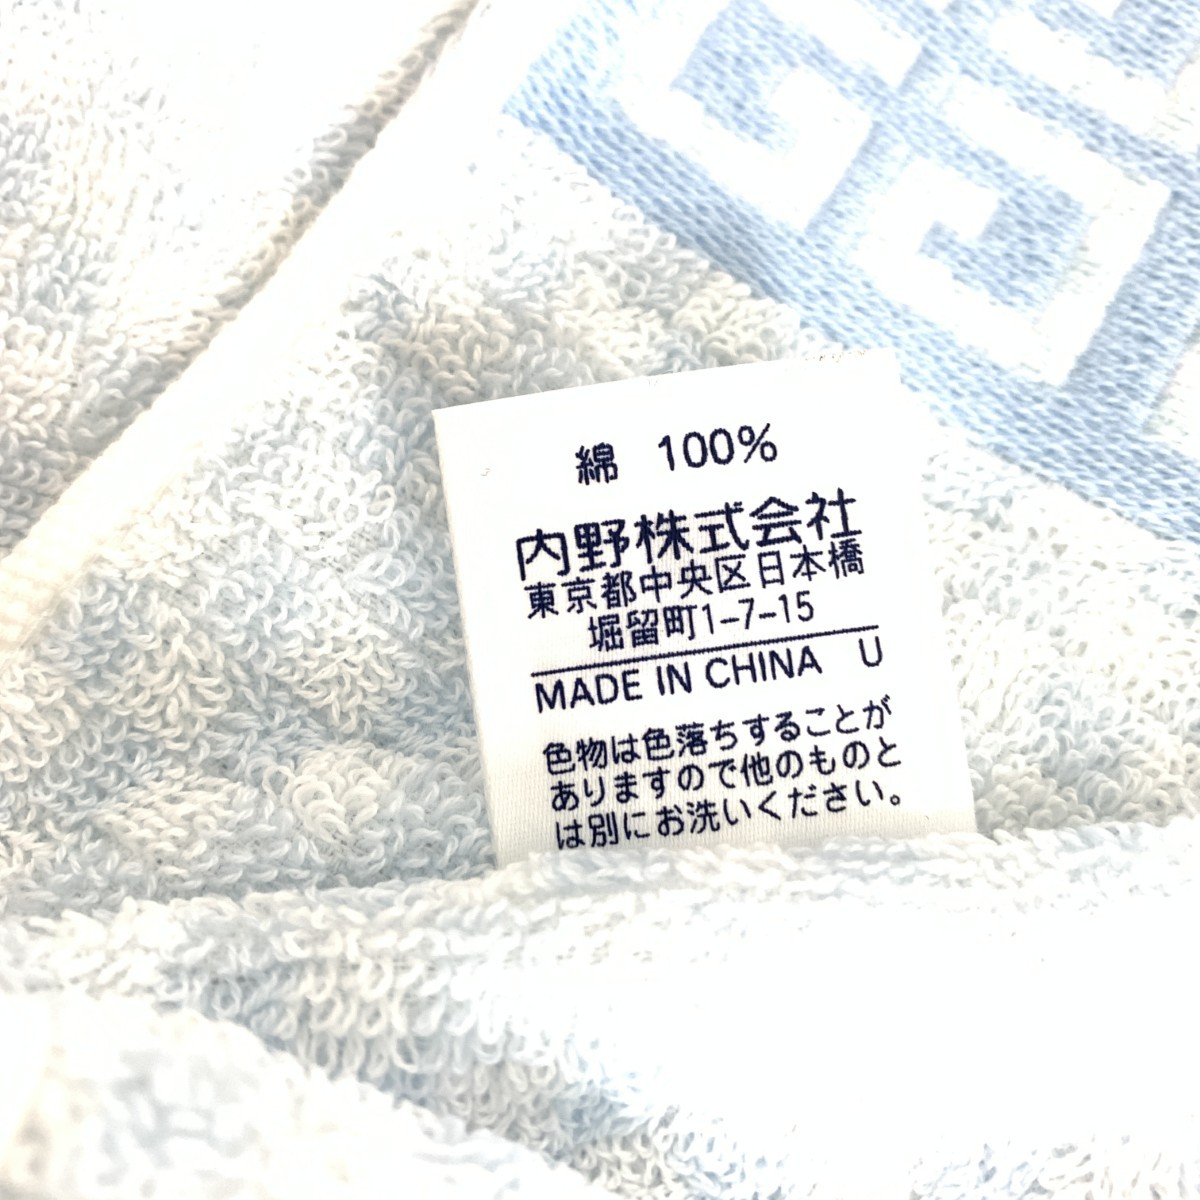 綿 100%
内野株式会社
東京都中央区日本橋
堀留町1-7-15
MADE IN CHINA U
色物は色落ちすることが
ありますので他のものと
は別にお洗いください。